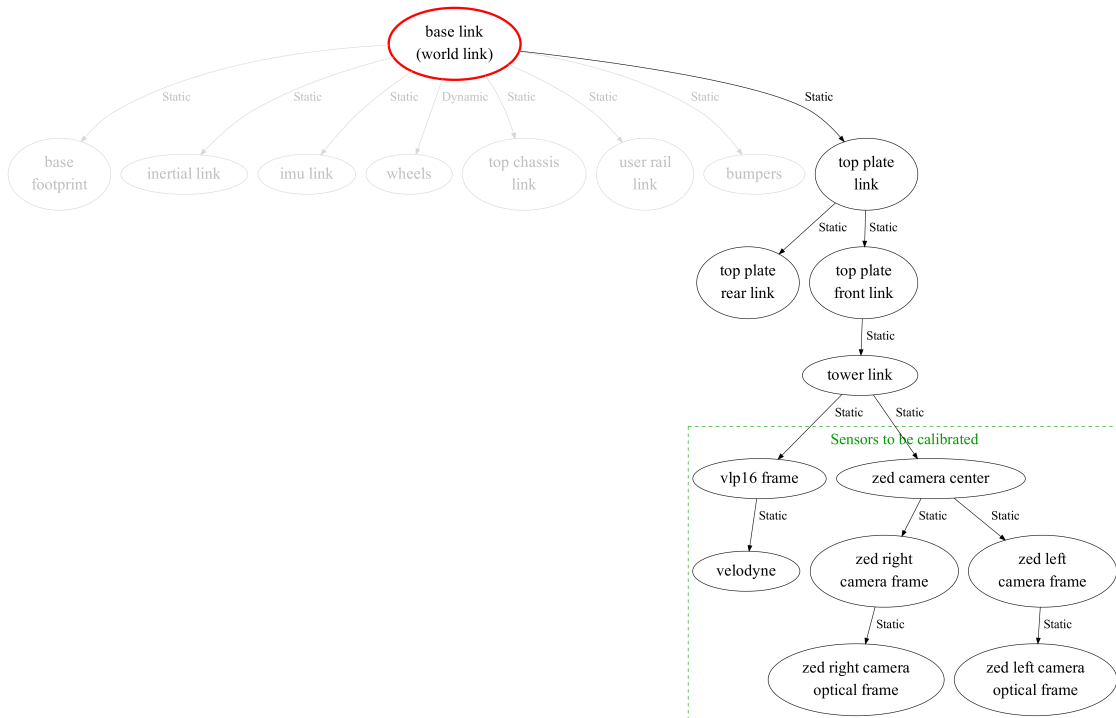 base link
(world link)
Static
Static
Static
Dynamic
Static
Static
Static
Static
base
footprint
inertial link
imu link
wheels
top chassis
link
user rail
link
bumpers
top plate
link
Static
Static
top plate
rear link
top plate
front link
Static
tower link
Static
Static
Sensors to be calibrated
vlp16 frame
zed camera center
Static
Static
Static
velodyne
zed right
camera frame
zed left
camera frame
Static
Static
zed right camera
optical frame
zed left camera
optical frame